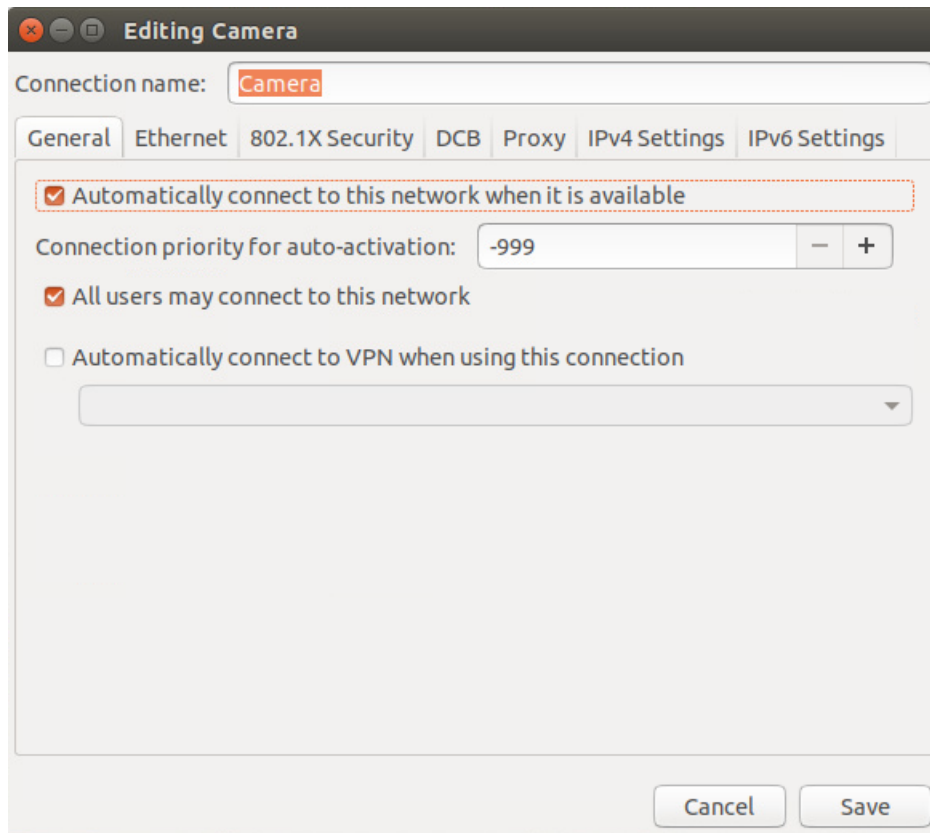 Editing Camera
Connection name: Camera
General Ethernet 802.1X Security DCB Proxy IPv4 Settings IPv6 Settings
Automatically connect to this network when it is available
Connection priority for auto-activation: -999 − +
All users may connect to this network
Automatically connect to VPN when using this connection
Cancel Save